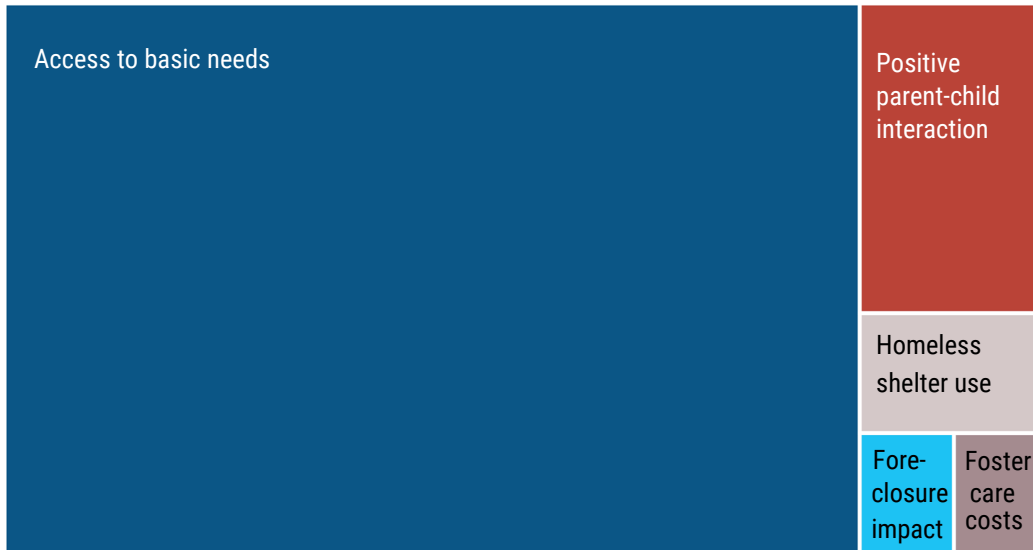 Access to basic needs
Positive
parent-child
interaction
Homeless
shelter use
Fore-
closure
impact
Foster
care
costs